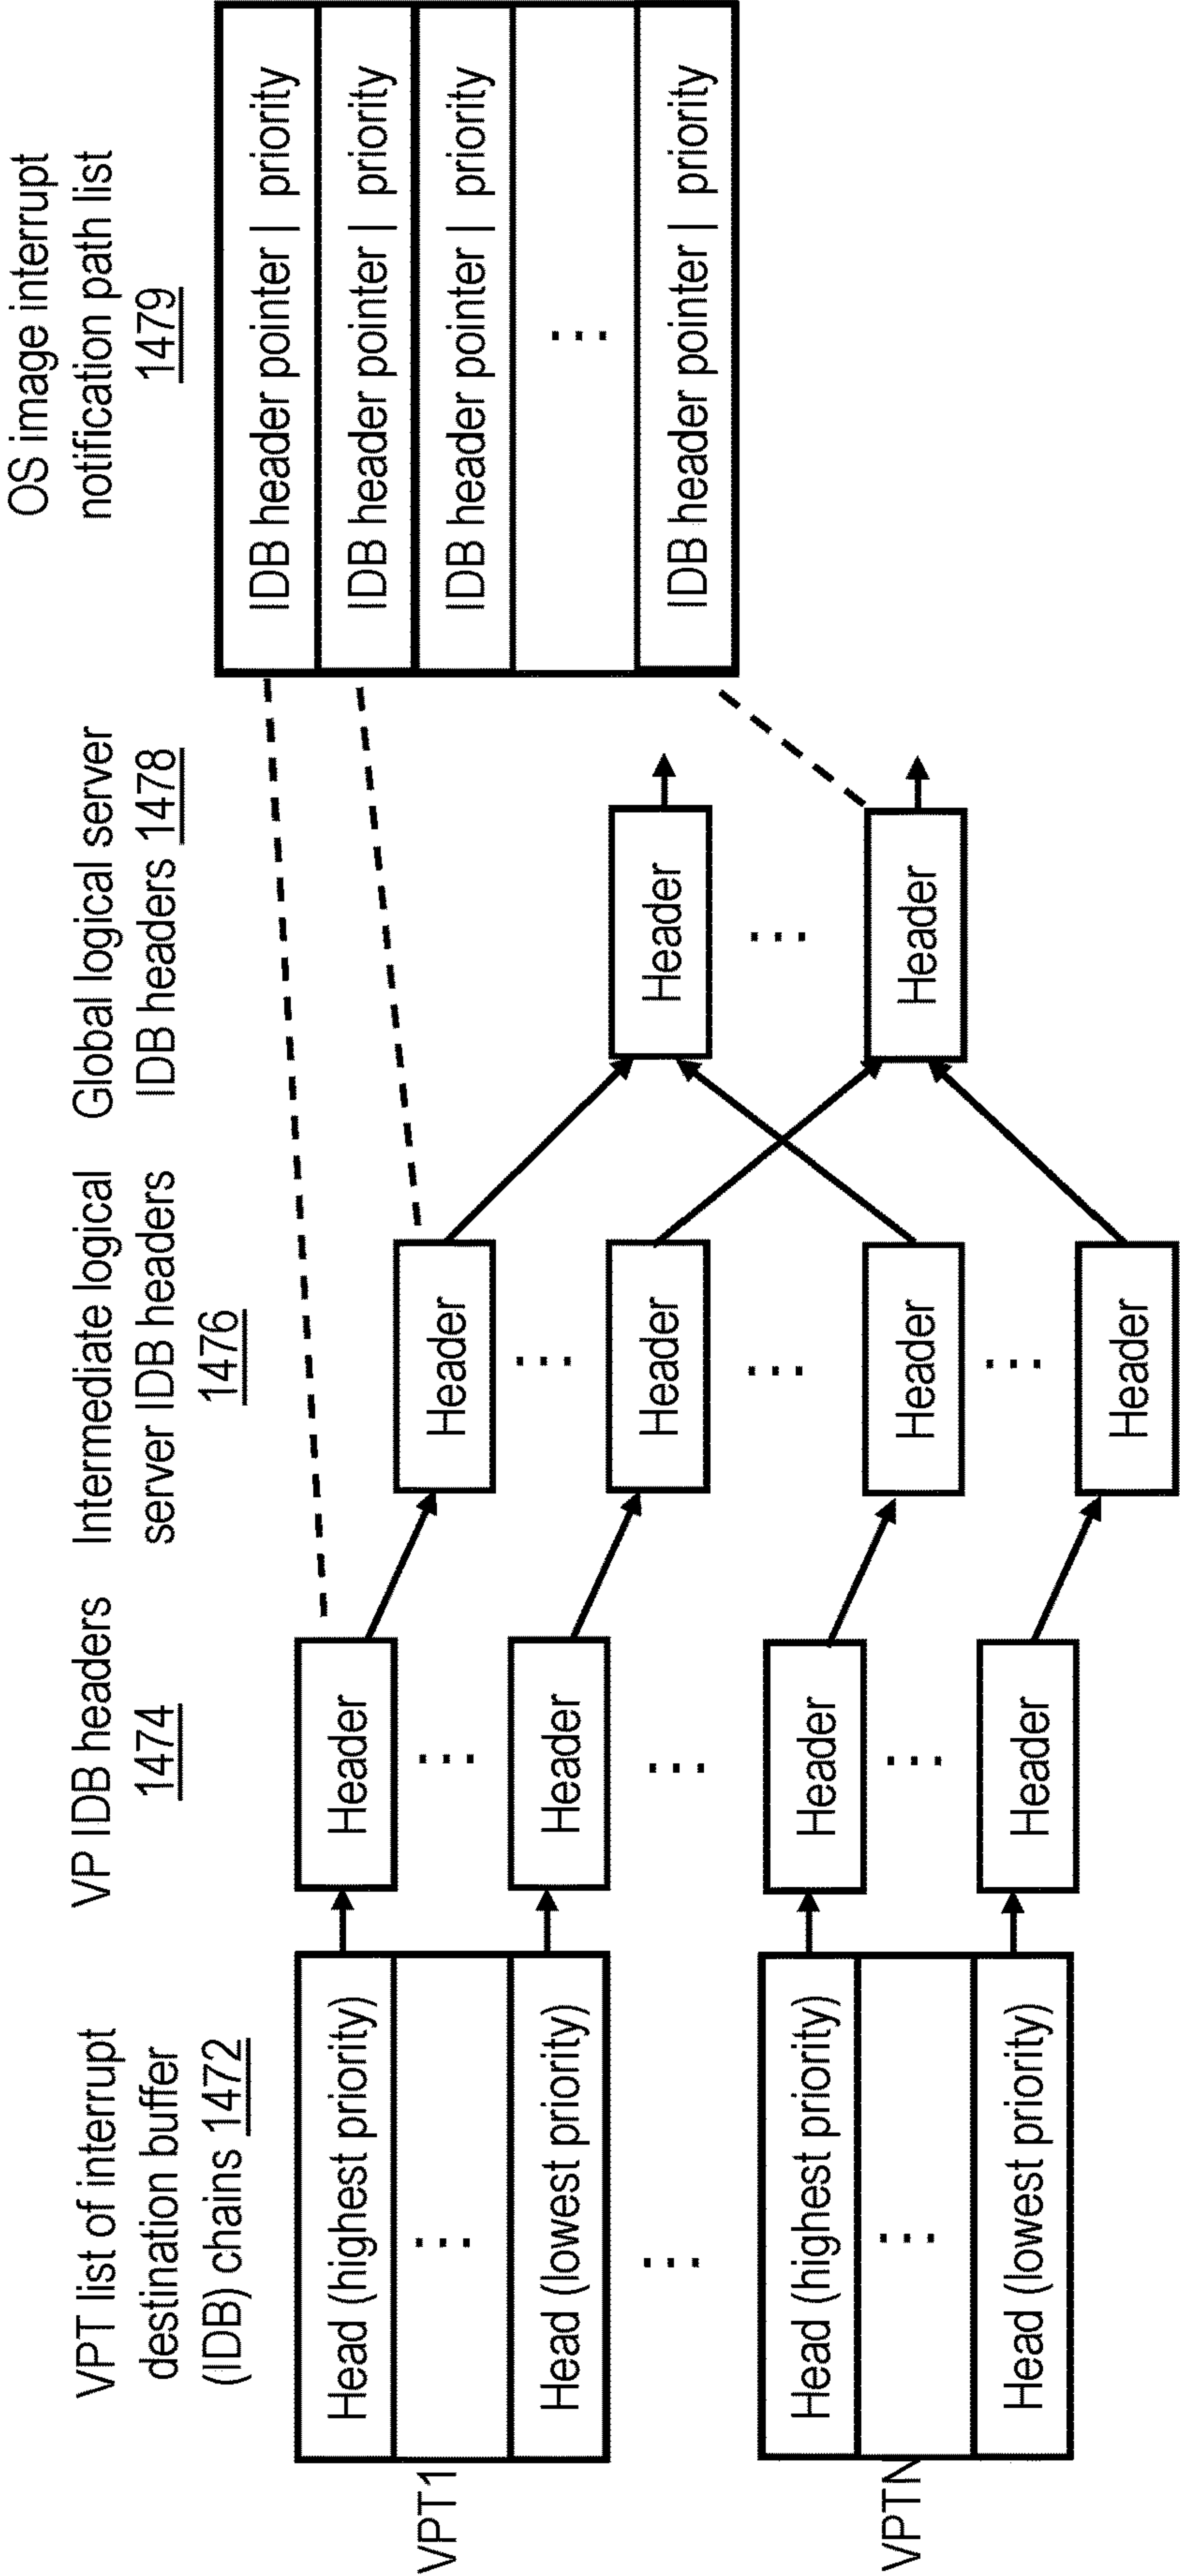 VPT list of interrupt
destination buffer
(IDB) chains 1472
VP IDB headers
1474
Intermediate logical
server IDB headers
1476
Global logical server
IDB headers 1478
OS image interrupt
notification path list
1479
VPT1
Head (highest priority)
...
Head (lowest priority)
...
VPTN
Head (highest priority)
...
Head (lowest priority)
Header
...
Header
...
Header
...
Header
Header
...
Header
...
Header
...
Header
Header
...
Header
IDB header pointer | priority
IDB header pointer | priority
IDB header pointer | priority
...
IDB header pointer | priority